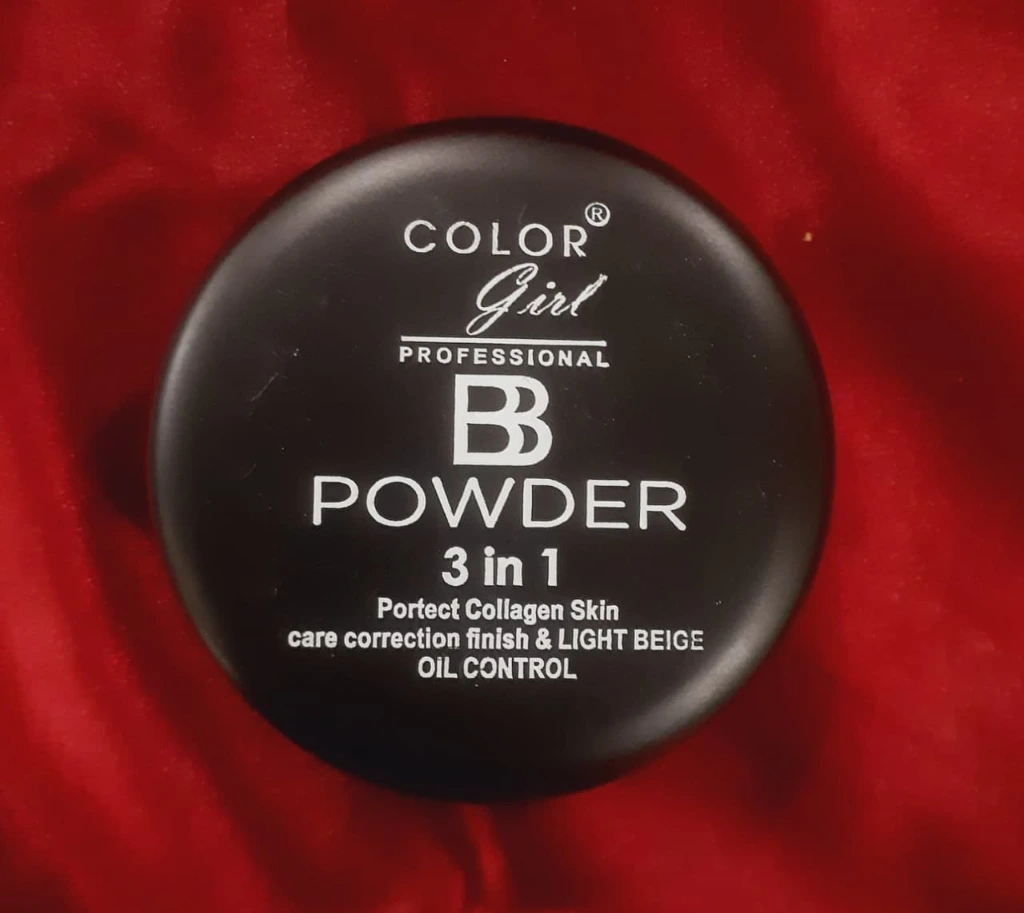 COLOR®
Girl
PROFESSIONAL
BB
POWDER
3 in 1
Portect Collagen Skin
care correction finish & LIGHT BEIGE
OiL CONTROL